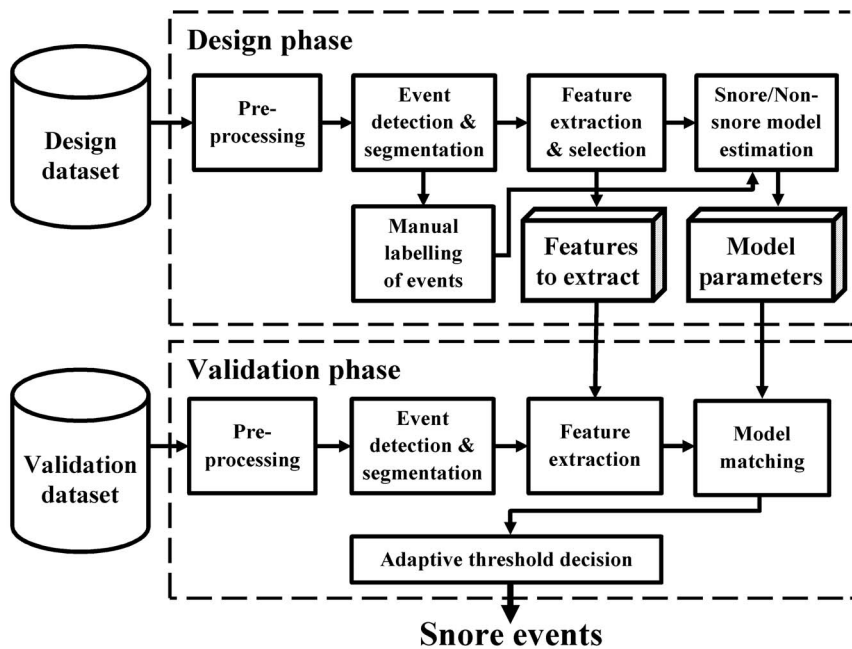 Design phase
Design
dataset
Pre-
processing
Event
detection &
segmentation
Feature
extraction
& selection
Snore/Non-
snore model
estimation
Manual
labelling
of events
Features
to extract
Model
parameters
Validation phase
Validation
dataset
Pre-
processing
Event
detection &
segmentation
Feature
extraction
Model
matching
Adaptive threshold decision
Snore events